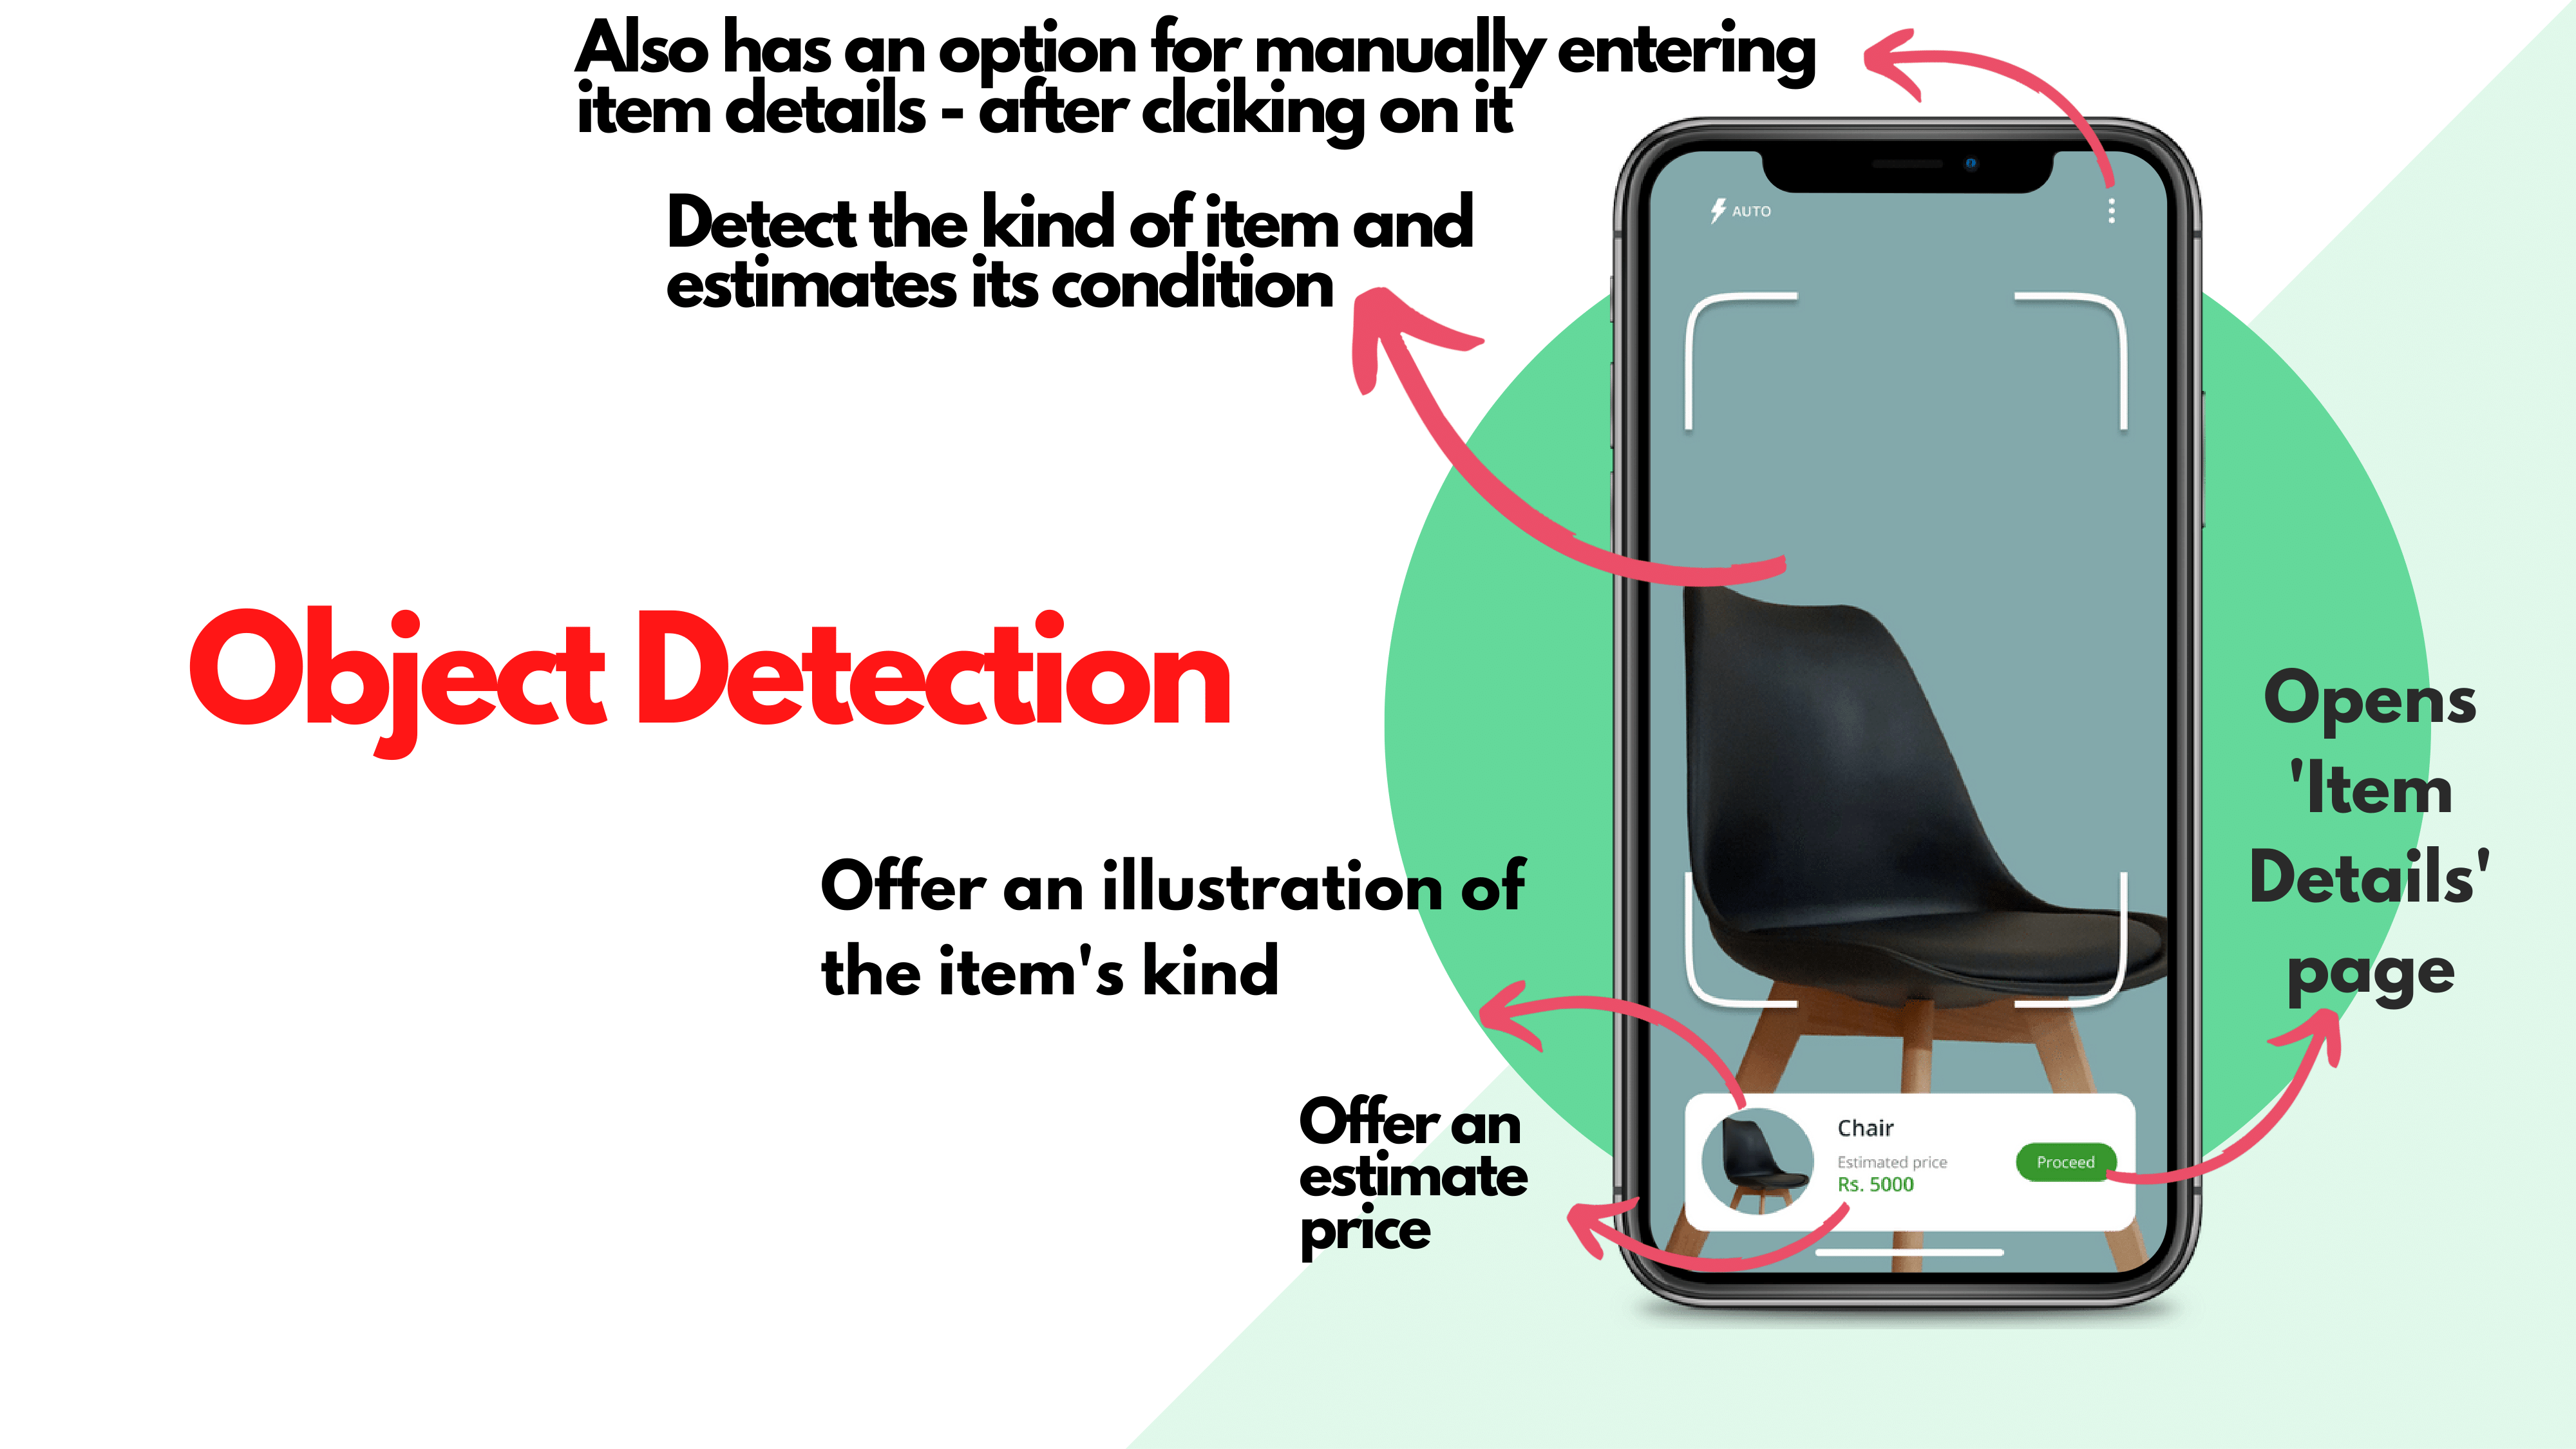 Also has an option for manually entering
item details - after clciking on it
Detect the kind of item and
estimates its condition
AUTO
Object Detection
Opens
'Item
Details'
page
Offer an illustration of
the item's kind
Offer an
estimate
price
Chair
Estimated price
Rs. 5000
Proceed